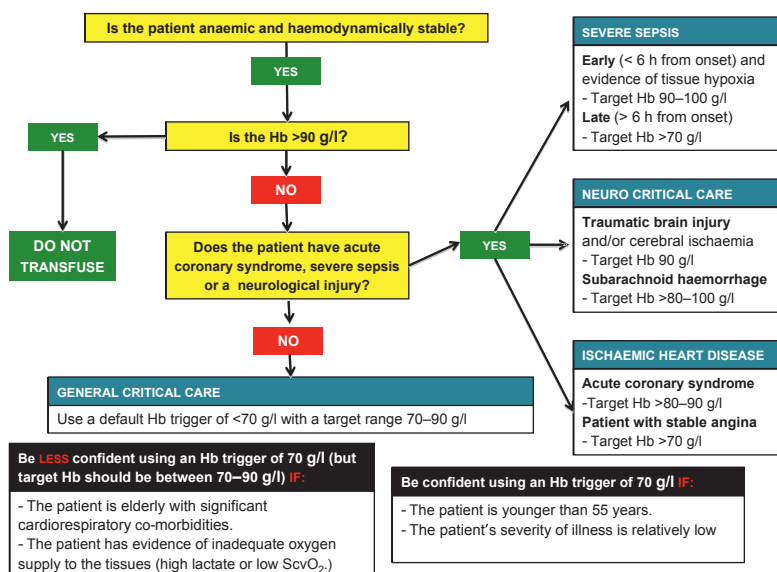 Is the patient anaemic and haemodynamically stable?
YES
YES
Is the Hb >90 g/l?
NO
DO NOT
TRANSFUSE
Does the patient have acute
coronary syndrome, severe sepsis
or a neurological injury?
YES
NO
SEVERE SEPSIS
Early (< 6 h from onset) and
evidence of tissue hypoxia
- Target Hb 90–100 g/l
Late (> 6 h from onset)
- Target Hb >70 g/l
NEURO CRITICAL CARE
Traumatic brain injury
and/or cerebral ischaemia
- Target Hb 90 g/l
Subarachnoid haemorrhage
- Target Hb >80–100 g/l
ISCHAEMIC HEART DISEASE
Acute coronary syndrome
-Target Hb >80–90 g/l
Patient with stable angina
- Target Hb >70 g/l
GENERAL CRITICAL CARE
Use a default Hb trigger of <70 g/l with a target range 70–90 g/l
Be LESS confident using an Hb trigger of 70 g/l (but
target Hb should be between 70–90 g/l) IF:
- The patient is elderly with significant
cardiorespiratory co-morbidities.
- The patient has evidence of inadequate oxygen
supply to the tissues (high lactate or low ScvO₂.)
Be confident using an Hb trigger of 70 g/l IF:
- The patient is younger than 55 years.
- The patient's severity of illness is relatively low